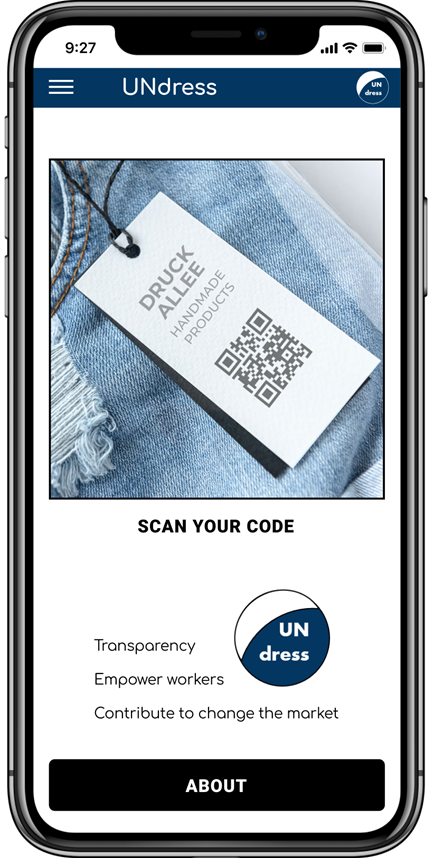 9:27
UNdress
UN
dress
DRUCK
ALLEE
HANDMADE
PRODUCTS
SCAN YOUR CODE
UN
dress
Transparency
Empower workers
Contribute to change the market
ABOUT